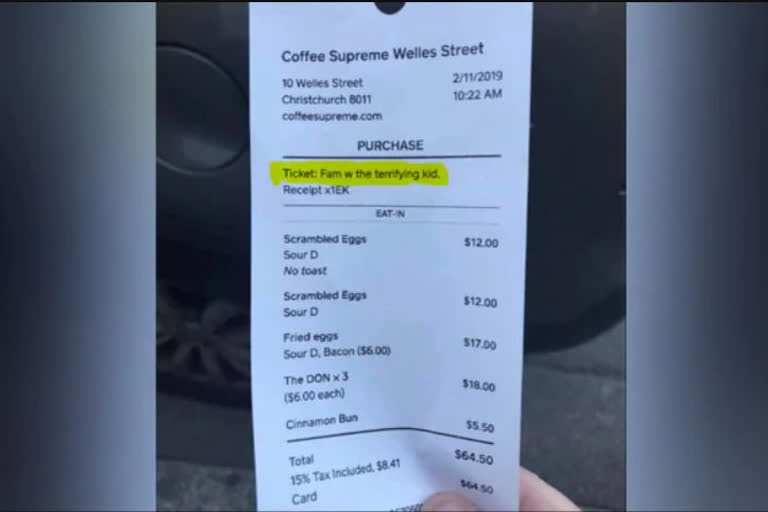 Coffee Supreme Welles Street
10 Welles Street 2/11/2019
Christchurch 8011 10:22 AM
coffeesupreme.com
PURCHASE
Ticket: Fam w the terrifying kid.
Receipt x1EK
EAT-IN
Scrambled Eggs $12.00
Sour D
No toast
Scrambled Eggs $12.00
Sour D
Fried eggs $17.00
Sour D, Bacon ($6.00)
The DON x 3 $18.00
($6.00 each)
Cinnamon Bun $5.50
Total $64.50
15% Tax Included, $8.41
Card $64.50